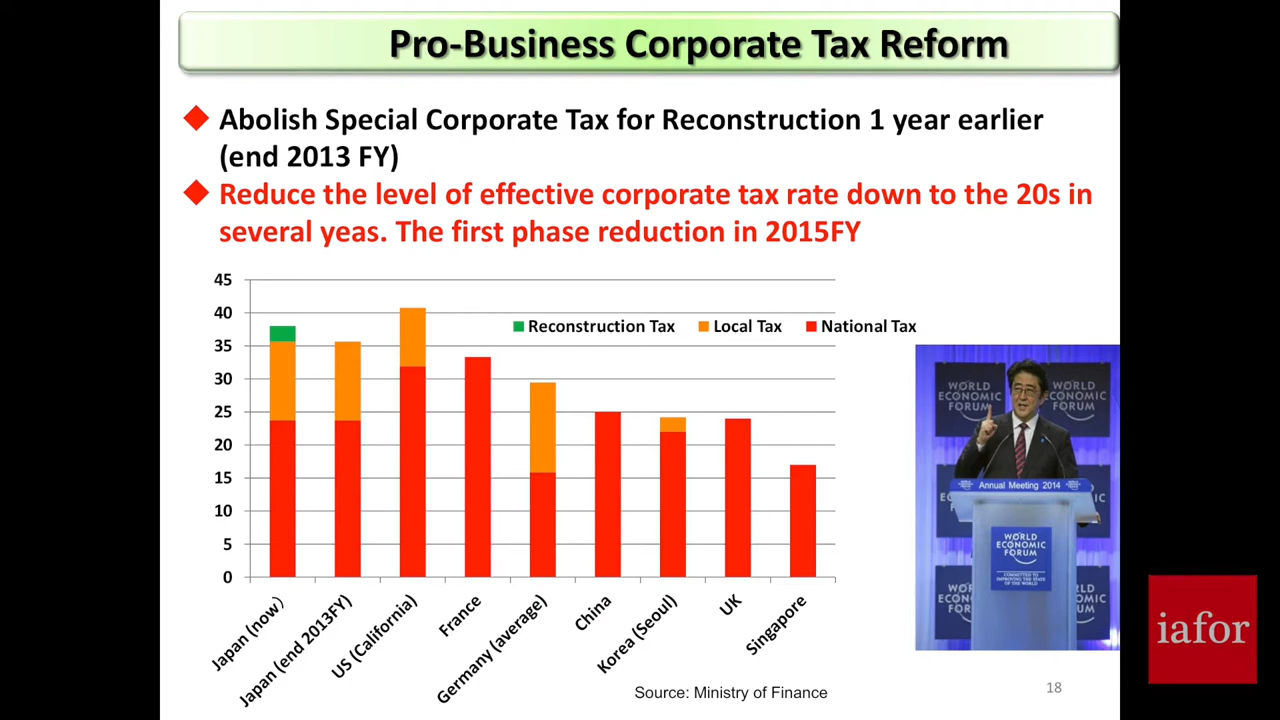 Pro-Business Corporate Tax Reform
Abolish Special Corporate Tax for Reconstruction 1 year earlier
(end 2013 FY)
Reduce the level of effective corporate tax rate down to the 20s in
several yeas. The first phase reduction in 2015FY
45
40
35
30
25
20
15
10
5
0
Reconstruction Tax
Local Tax
National Tax
Japan (now)
Japan (end 2013FY)
US (California)
France
Germany (average)
China
Korea (Seoul)
UK
Singapore
WORLD
ECONOMIC
FORUM
WORLD
ECONOMIC
FORUM
Annual Meeting 2014
WORLD
ECONOMIC
FORUM
COMMITTED TO
IMPROVING THE STATE
OF THE WORLD
Source: Ministry of Finance
18
iafor